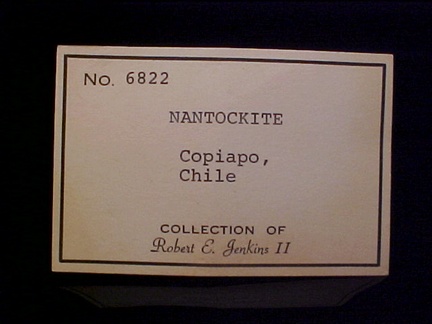 No. 6822
NANTOCKITE
Copiapo,
Chile
COLLECTION OF
Robert E. Jenkins II